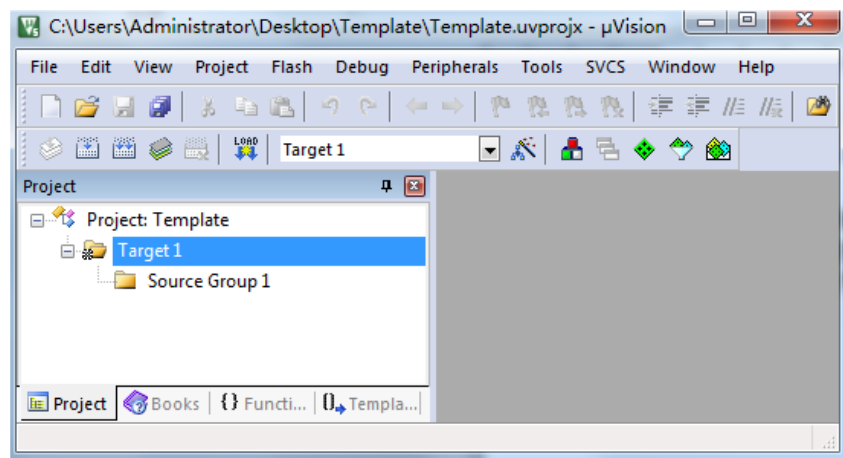 C:\Users\Administrator\Desktop\Template\Template.uvprojx - µVision
File Edit View Project Flash Debug Peripherals Tools SVCS Window Help
LOAD Target 1
Project
Project: Template
Target 1
Source Group 1
Project Books {} Functi... Templa...